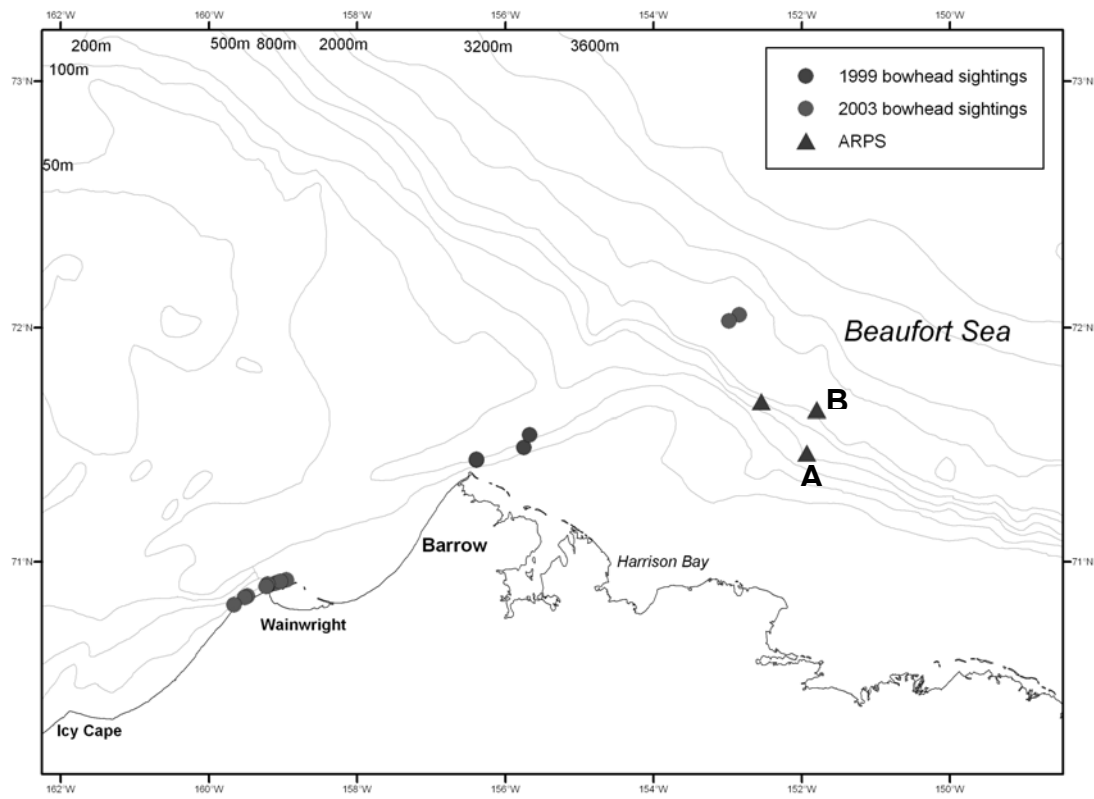 162°W 160°W 158°W 156°W 154°W 152°W 150°W
200m 500m 800m 2000m 3200m 3600m
100m
73°N 73°N
1999 bowhead sightings
2003 bowhead sightings
ARPS
50m
72°N 72°N
Beaufort Sea
B
A
Barrow
71°N 71°N
Harrison Bay
Wainwright
Icy Cape
162°W 160°W 158°W 156°W 154°W 152°W 150°W